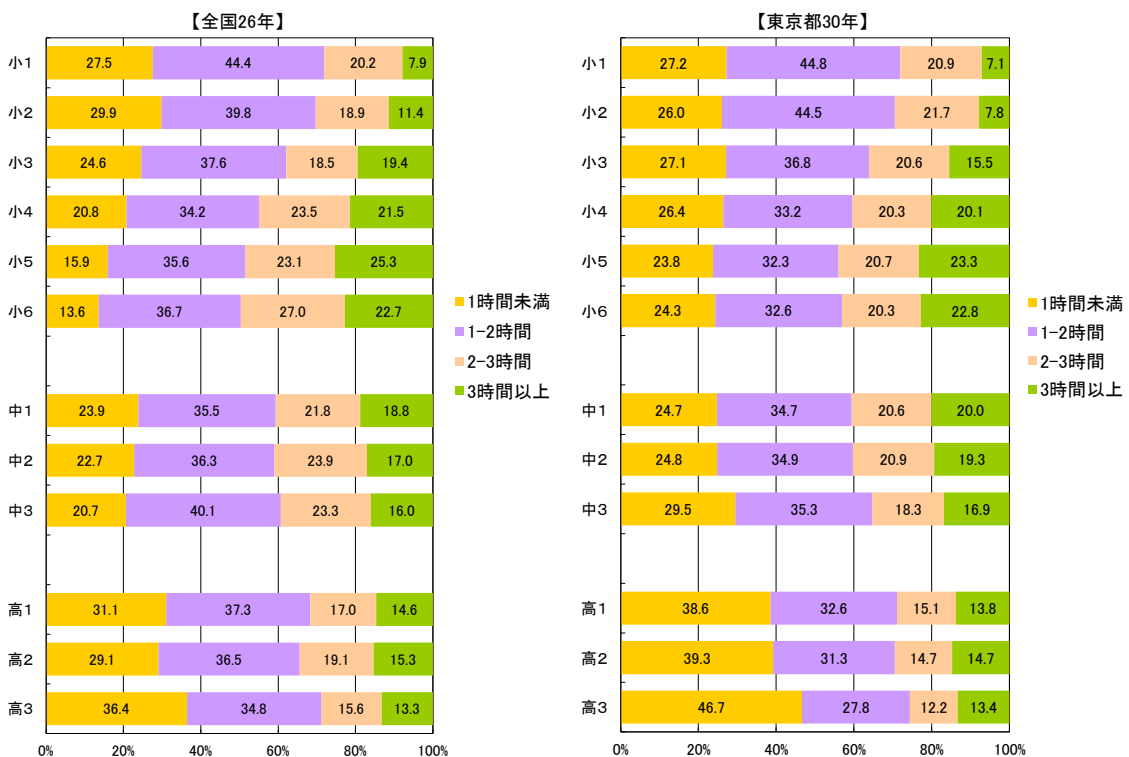 【全国26年】
小1 27.5 44.4 20.2 7.9
小2 29.9 39.8 18.9 11.4
小3 24.6 37.6 18.5 19.4
小4 20.8 34.2 23.5 21.5
小5 15.9 35.6 23.1 25.3
小6 13.6 36.7 27.0 22.7
中1 23.9 35.5 21.8 18.8
中2 22.7 36.3 23.9 17.0
中3 20.7 40.1 23.3 16.0
高1 31.1 37.3 17.0 14.6
高2 29.1 36.5 19.1 15.3
高3 36.4 34.8 15.6 13.3
0% 20% 40% 60% 80% 100%
1時間未満
1-2時間
2-3時間
3時間以上
【東京都30年】
小1 27.2 44.8 20.9 7.1
小2 26.0 44.5 21.7 7.8
小3 27.1 36.8 20.6 15.5
小4 26.4 33.2 20.3 20.1
小5 23.8 32.3 20.7 23.3
小6 24.3 32.6 20.3 22.8
中1 24.7 34.7 20.6 20.0
中2 24.8 34.9 20.9 19.3
中3 29.5 35.3 18.3 16.9
高1 38.6 32.6 15.1 13.8
高2 39.3 31.3 14.7 14.7
高3 46.7 27.8 12.2 13.4
0% 20% 40% 60% 80% 100%
1時間未満
1-2時間
2-3時間
3時間以上